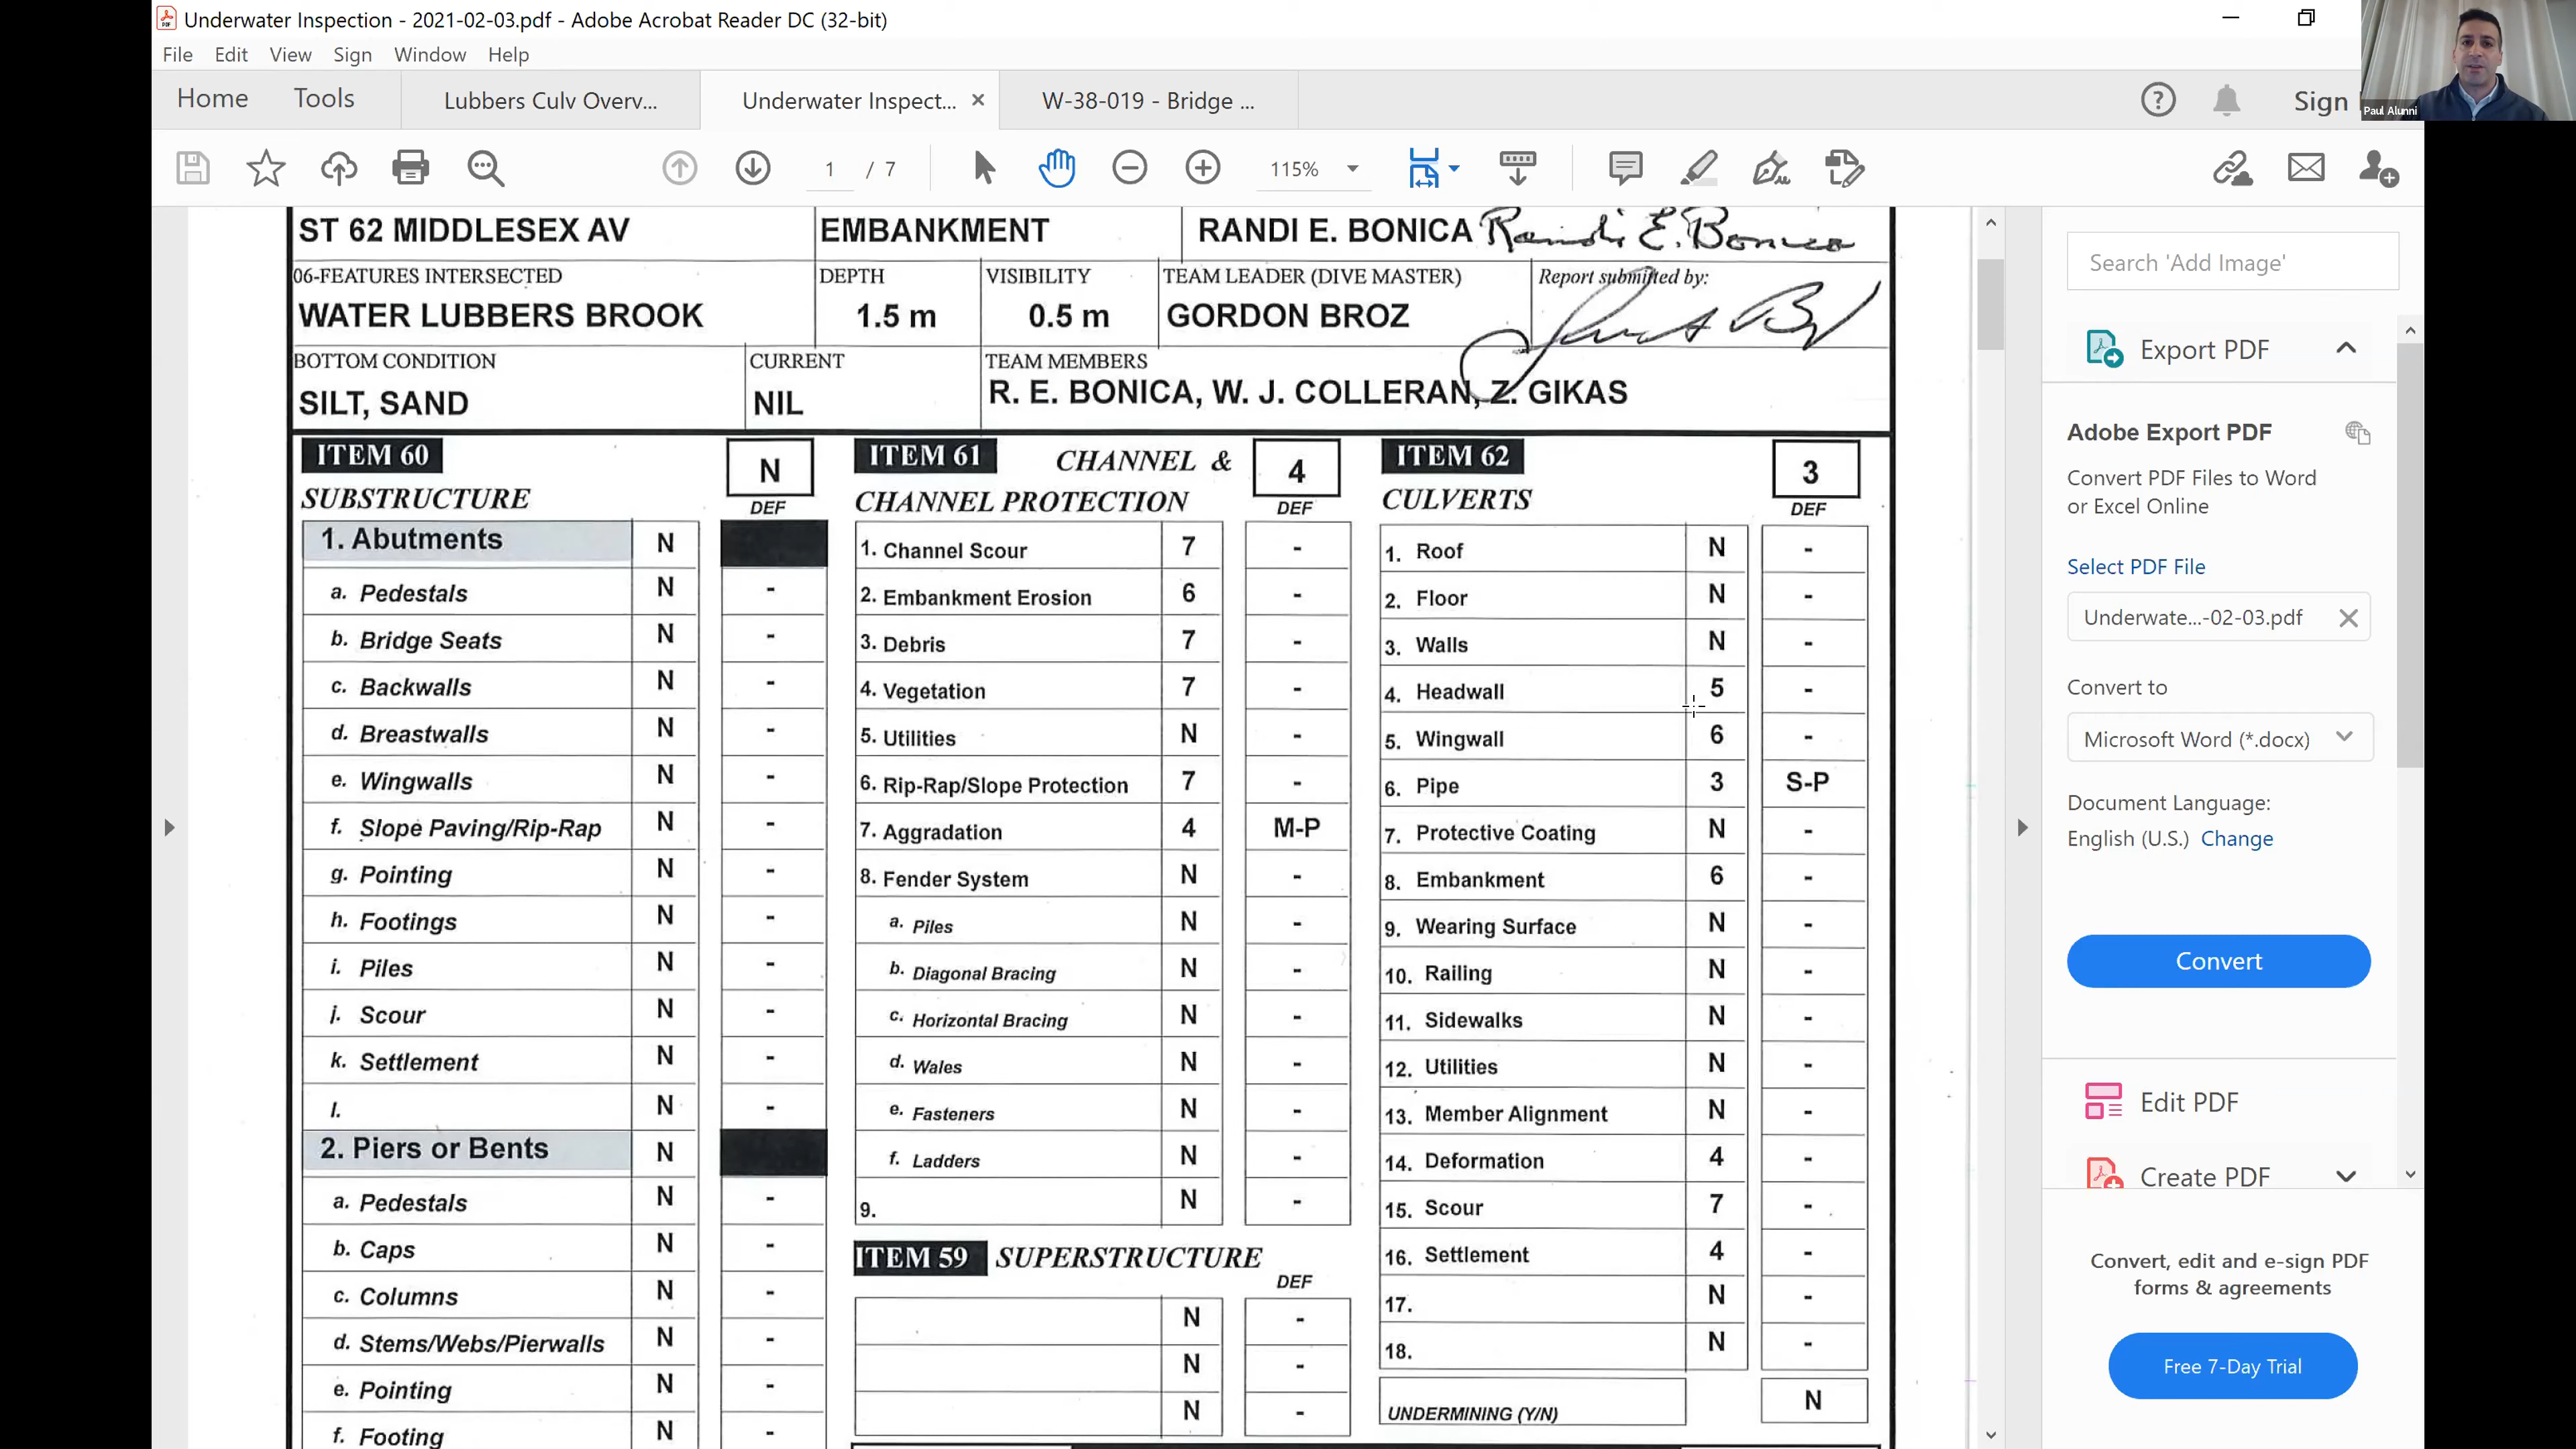 Underwater Inspection - 2021-02-03.pdf - Adobe Acrobat Reader DC (32-bit)
File Edit View Sign Window Help
Home Tools Lubbers Culv Overv... Underwater Inspect... W-38-019 - Bridge ... Sign
Paul Alunni
1 / 7 115%
ST 62 MIDDLESEX AV EMBANKMENT RANDI E. BONICA Randi E. Bonica
06-FEATURES INTERSECTED DEPTH VISIBILITY TEAM LEADER (DIVE MASTER) Report submitted by:
WATER LUBBERS BROOK 1.5 m 0.5 m GORDON BROZ
BOTTOM CONDITION CURRENT TEAM MEMBERS
SILT, SAND NIL R. E. BONICA, W. J. COLLERAN, Z. GIKAS
ITEM 60 N
SUBSTRUCTURE DEF
1. Abutments N
a. Pedestals N -
b. Bridge Seats N -
c. Backwalls N -
d. Breastwalls N -
e. Wingwalls N -
f. Slope Paving/Rip-Rap N -
g. Pointing N -
h. Footings N -
i. Piles N -
j. Scour N -
k. Settlement N -
l. N -
2. Piers or Bents N
a. Pedestals N -
b. Caps N -
c. Columns N -
d. Stems/Webs/Pierwalls N -
e. Pointing N -
f. Footing N -
ITEM 61 CHANNEL & 4
CHANNEL PROTECTION DEF
1. Channel Scour 7 -
2. Embankment Erosion 6 -
3. Debris 7 -
4. Vegetation 7 -
5. Utilities N -
6. Rip-Rap/Slope Protection 7 -
7. Aggradation 4 M-P
8. Fender System N -
a. Piles N -
b. Diagonal Bracing N -
c. Horizontal Bracing N -
d. Wales N -
e. Fasteners N -
f. Ladders N -
9. N -
ITEM 59 SUPERSTRUCTURE
DEF
N -
N -
N -
ITEM 62 3
CULVERTS DEF
1. Roof N -
2. Floor N -
3. Walls N -
4. Headwall 5 -
5. Wingwall 6 -
6. Pipe 3 S-P
7. Protective Coating N -
8. Embankment 6 -
9. Wearing Surface N -
10. Railing N -
11. Sidewalks N -
12. Utilities N -
13. Member Alignment N -
14. Deformation 4 -
15. Scour 7 -
16. Settlement 4 -
17. N -
18. N -
UNDERMINING (Y/N) N
Search 'Add Image'
Export PDF
Adobe Export PDF
Convert PDF Files to Word
or Excel Online
Select PDF File
Underwate...-02-03.pdf
Convert to
Microsoft Word (*.docx)
Document Language:
English (U.S.) Change
Convert
Edit PDF
Create PDF
Convert, edit and e-sign PDF
forms & agreements
Free 7-Day Trial